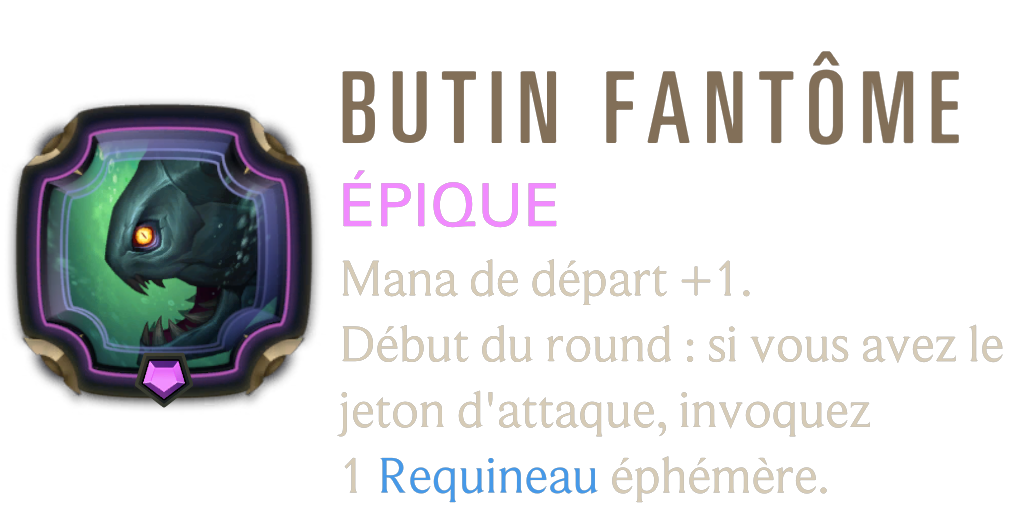 BUTIN FANTÔME
ÉPIQUE
Mana de départ +1.
Début du round : si vous avez le
jeton d'attaque, invoquez
1 Requineau éphémère.